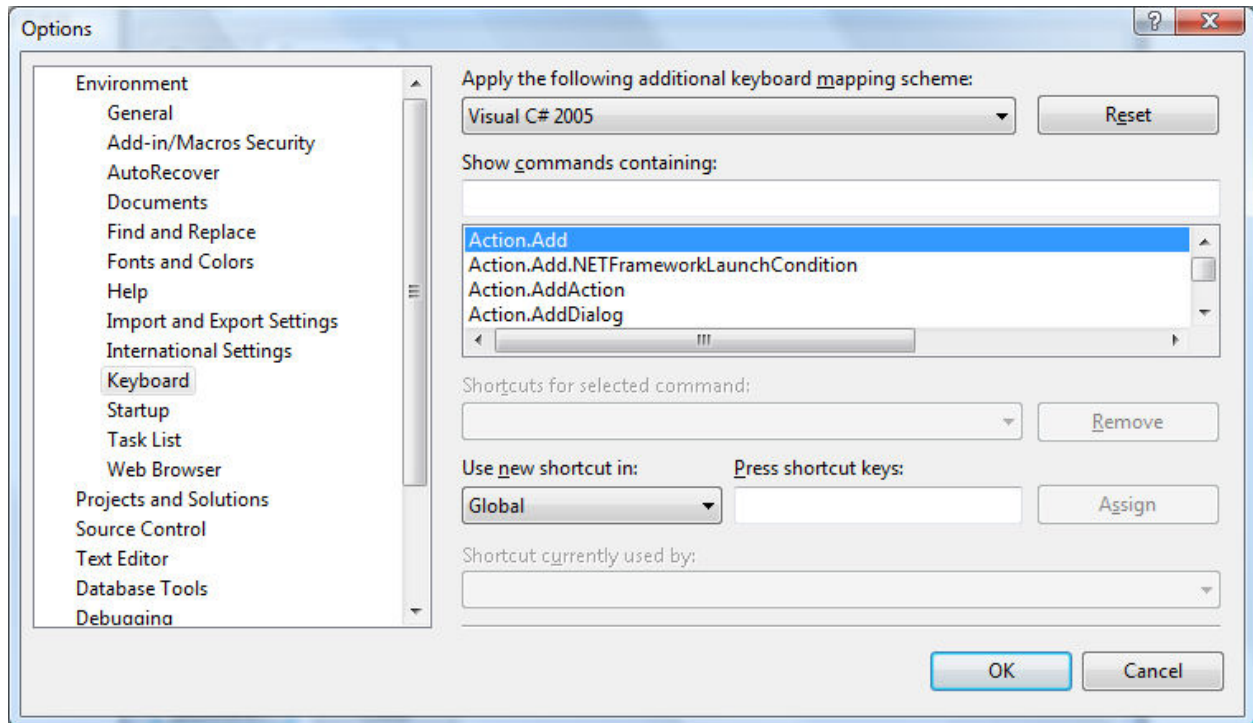 Options
Environment
General
Add-in/Macros Security
AutoRecover
Documents
Find and Replace
Fonts and Colors
Help
Import and Export Settings
International Settings
Keyboard
Startup
Task List
Web Browser
Projects and Solutions
Source Control
Text Editor
Database Tools
Debugging
Apply the following additional keyboard mapping scheme:
Visual C# 2005
Reset
Show commands containing:
Action.Add
Action.Add.NETFrameworkLaunchCondition
Action.AddAction
Action.AddDialog
Shortcuts for selected command:
Remove
Use new shortcut in:
Press shortcut keys:
Global
Assign
Shortcut currently used by:
OK
Cancel